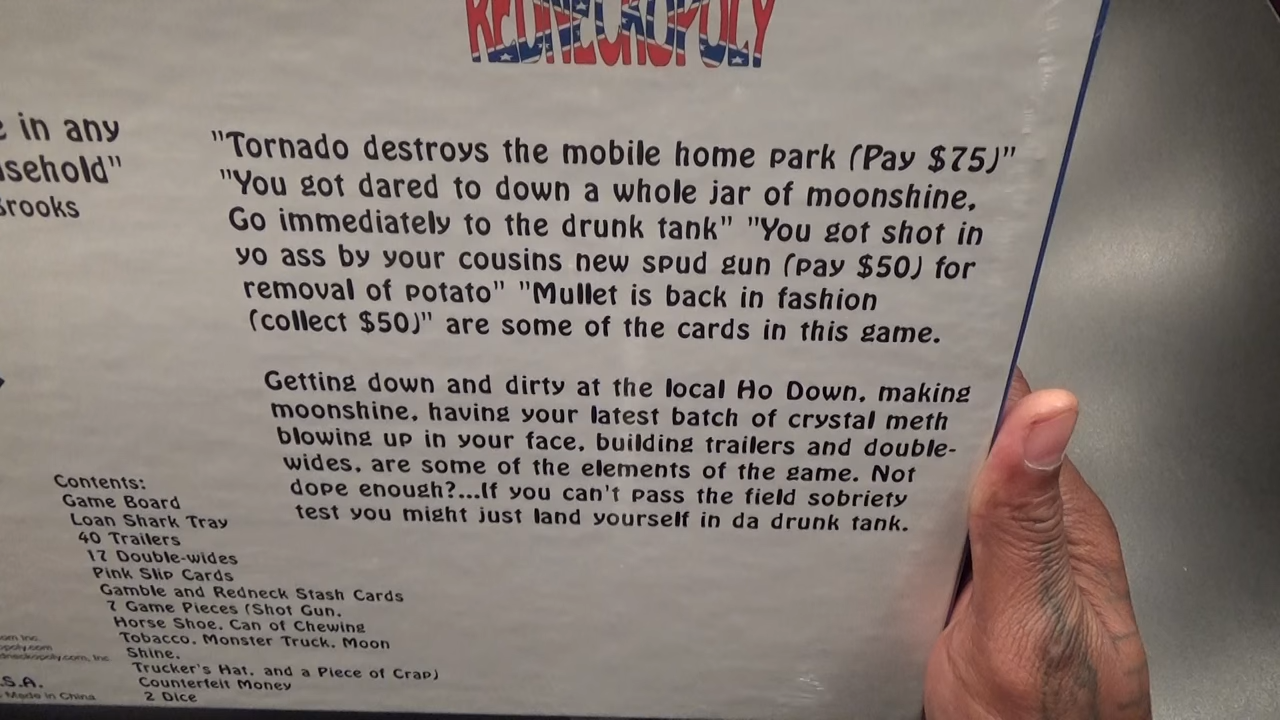 REDNECKOPOLY
e in any
sehold"
Brooks
"Tornado destroys the mobile home park (Pay $75)"
"You got dared to down a whole jar of moonshine.
Go immediately to the drunk tank" "You got shot in
yo ass by your cousins new spud gun (pay $50) for
removal of potato" "Mullet is back in fashion
(collect $50)" are some of the cards in this game.
Getting down and dirty at the local Ho Down, making
moonshine, having your latest batch of crystal meth
blowing up in your face, building trailers and double-
wides, are some of the elements of the game. Not
dope enough?...If you can't pass the field sobriety
test you might just land yourself in da drunk tank.
Contents:
Game Board
Loan Shark Tray
40 Trailers
17 Double-wides
Pink Slip Cards
Gamble and Redneck Stash Cards
7 Game Pieces (Shot Gun,
Horse Shoe, Can of Chewing
Tobacco, Monster Truck, Moon
Shine,
Trucker's Hat, and a Piece of Crap)
Counterfeit Money
2 Dice
om Inc.
opoly.com
dneckopoly.com, Inc
S.A.
Made in China